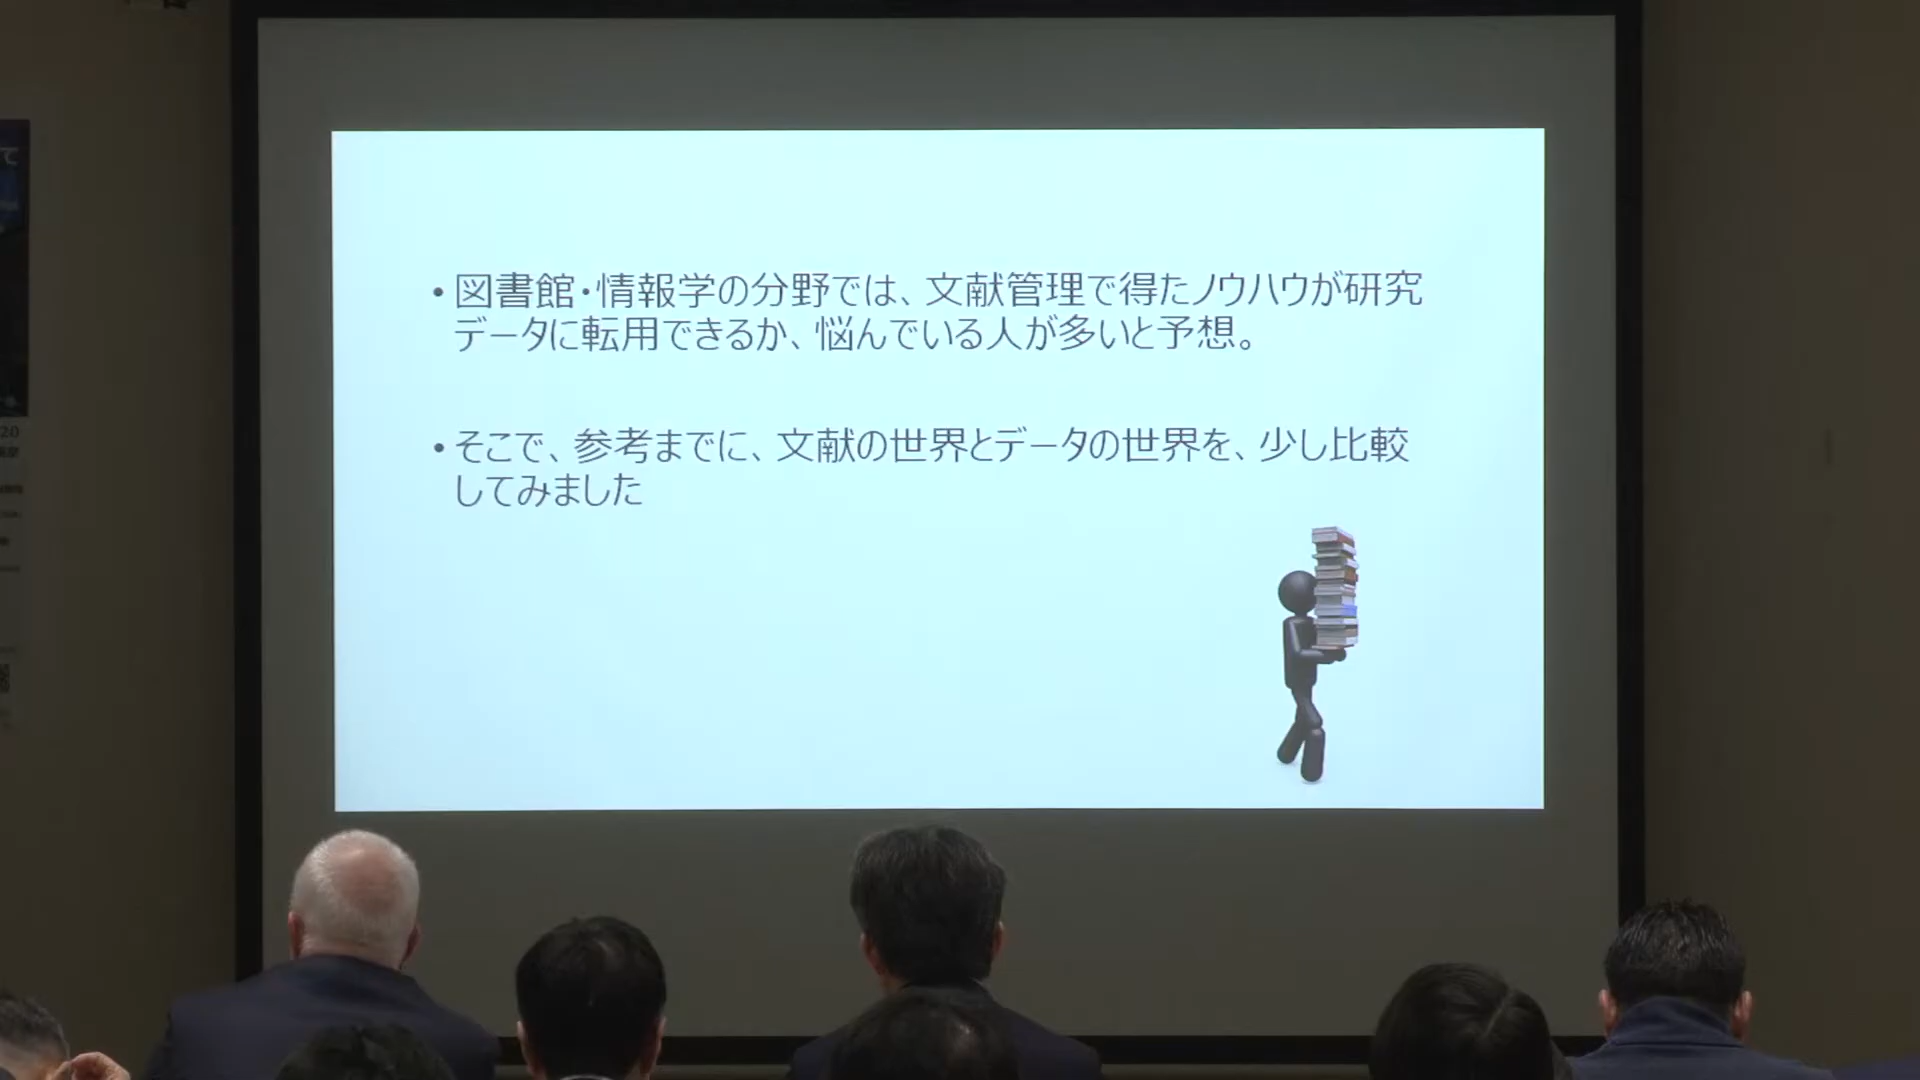 ・図書館・情報学の分野では、文献管理で得たノウハウが研究
データに転用できるか、悩んでいる人が多いと予想。
・そこで、参考までに、文献の世界とデータの世界を、少し比較
してみました
て
20